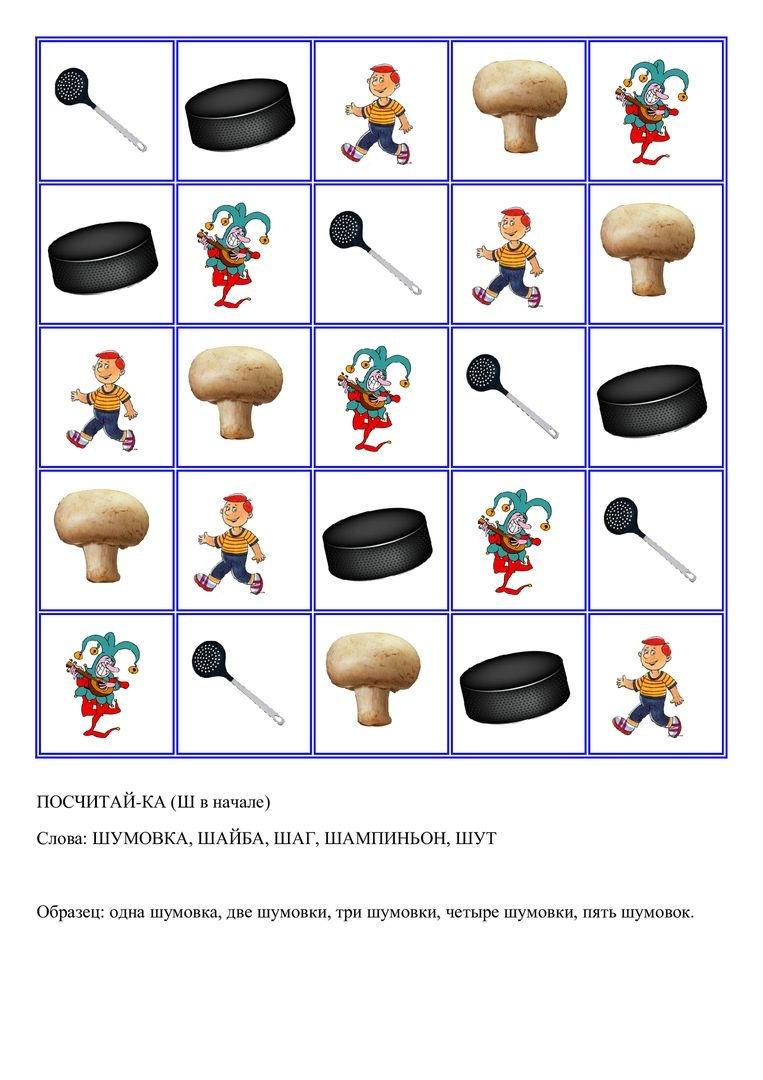 ПОСЧИТАЙ-КА (Ш в начале)
Слова: ШУМОВКА, ШАЙБА, ШАГ, ШАМПИНЬОН, ШУТ
Образец: одна шумовка, две шумовки, три шумовки, четыре шумовки, пять шумовок.